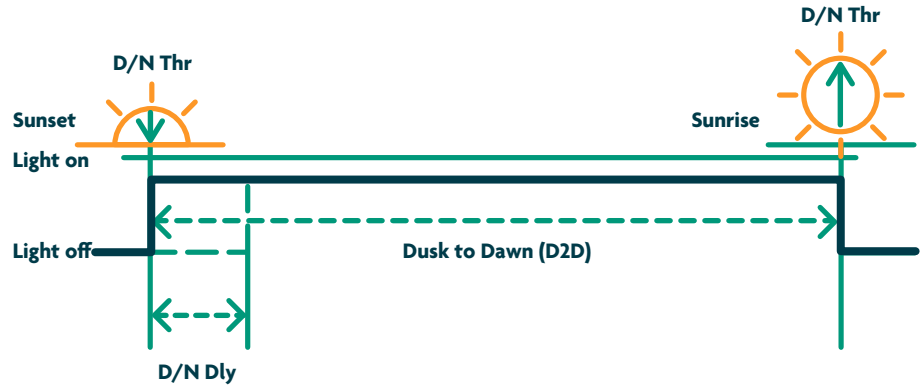 D/N Thr
D/N Thr
Sunset
Sunrise
Light on
Light off
Dusk to Dawn (D2D)
D/N Dly